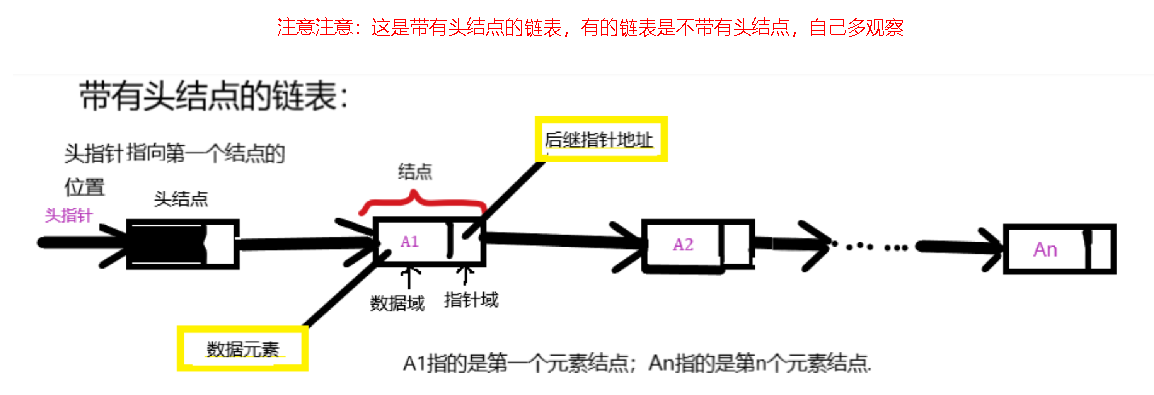 注意注意：这是带有头结点的链表，有的链表是不带有头结点，自己多观察
带有头结点的链表：
头指针指向第一个结点的
位置
头指针
头结点
结点
后继指针地址
A1
A2
An
数据域
指针域
数据元素
A1指的是第一个元素结点；An指的是第n个元素结点.